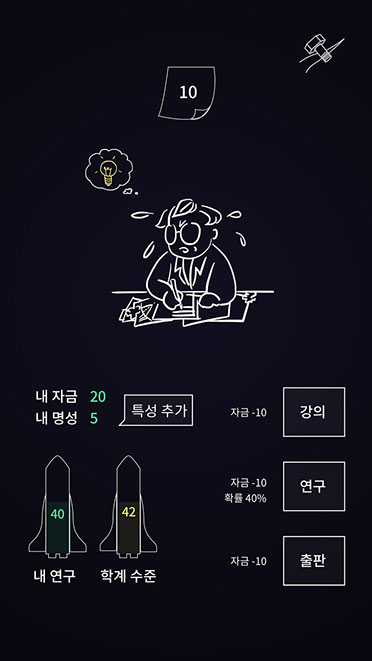 10
내 자금 20
내 명성 5
특성 추가
자금 -10
강의
자금 -10
확률 40%
연구
40
42
내 연구
학계 수준
자금 -10
출판